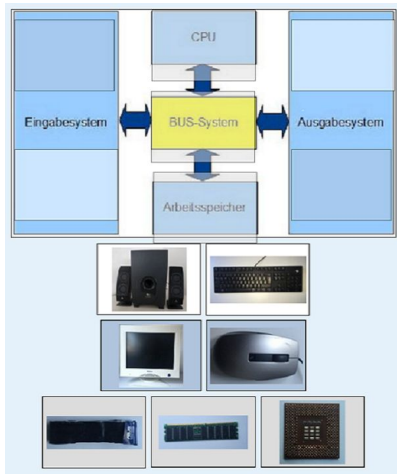 CPU
Eingabesystem
BUS-System
Ausgabesystem
Arbeitsspeicher